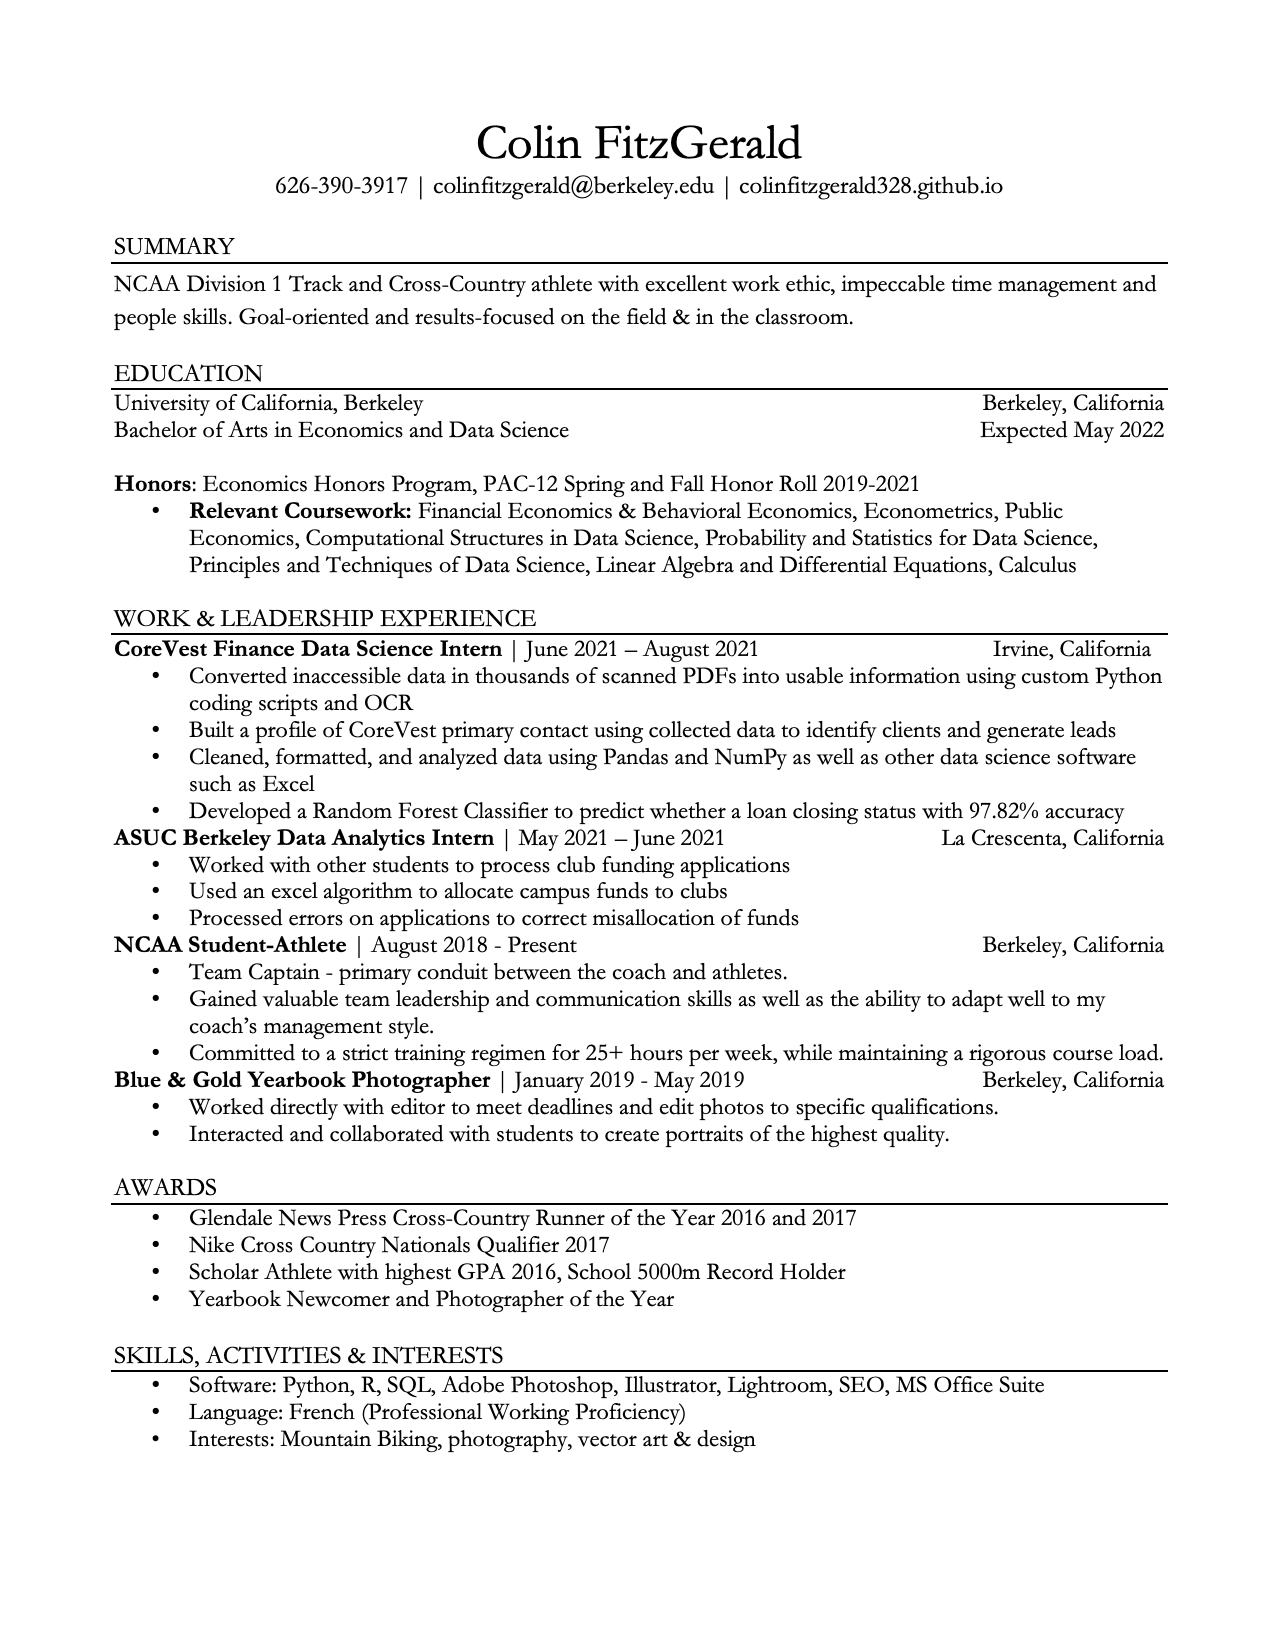 Colin FitzGerald
626-390-3917 | colinfitzgerald@berkeley.edu | colinfitzgerald328.github.io
SUMMARY
NCAA Division 1 Track and Cross-Country athlete with excellent work ethic, impeccable time management and
people skills. Goal-oriented and results-focused on the field & in the classroom.
EDUCATION
University of California, Berkeley Berkeley, California
Bachelor of Arts in Economics and Data Science Expected May 2022
Honors: Economics Honors Program, PAC-12 Spring and Fall Honor Roll 2019-2021
• Relevant Coursework: Financial Economics & Behavioral Economics, Econometrics, Public
Economics, Computational Structures in Data Science, Probability and Statistics for Data Science,
Principles and Techniques of Data Science, Linear Algebra and Differential Equations, Calculus
WORK & LEADERSHIP EXPERIENCE
CoreVest Finance Data Science Intern | June 2021 – August 2021 Irvine, California
• Converted inaccessible data in thousands of scanned PDFs into usable information using custom Python
coding scripts and OCR
• Built a profile of CoreVest primary contact using collected data to identify clients and generate leads
• Cleaned, formatted, and analyzed data using Pandas and NumPy as well as other data science software
such as Excel
• Developed a Random Forest Classifier to predict whether a loan closing status with 97.82% accuracy
ASUC Berkeley Data Analytics Intern | May 2021 – June 2021 La Crescenta, California
• Worked with other students to process club funding applications
• Used an excel algorithm to allocate campus funds to clubs
• Processed errors on applications to correct misallocation of funds
NCAA Student-Athlete | August 2018 - Present Berkeley, California
• Team Captain - primary conduit between the coach and athletes.
• Gained valuable team leadership and communication skills as well as the ability to adapt well to my
coach’s management style.
• Committed to a strict training regimen for 25+ hours per week, while maintaining a rigorous course load.
Blue & Gold Yearbook Photographer | January 2019 - May 2019 Berkeley, California
• Worked directly with editor to meet deadlines and edit photos to specific qualifications.
• Interacted and collaborated with students to create portraits of the highest quality.
AWARDS
• Glendale News Press Cross-Country Runner of the Year 2016 and 2017
• Nike Cross Country Nationals Qualifier 2017
• Scholar Athlete with highest GPA 2016, School 5000m Record Holder
• Yearbook Newcomer and Photographer of the Year
SKILLS, ACTIVITIES & INTERESTS
• Software: Python, R, SQL, Adobe Photoshop, Illustrator, Lightroom, SEO, MS Office Suite
• Language: French (Professional Working Proficiency)
• Interests: Mountain Biking, photography, vector art & design